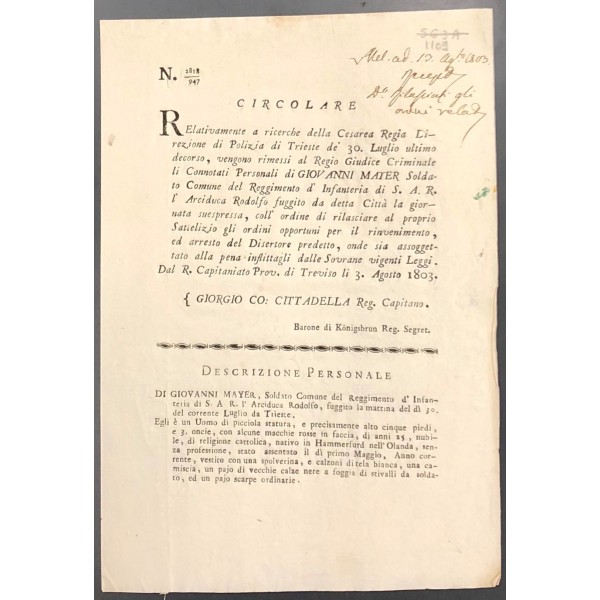 563A
1103
N. 2818/947
CIRCOLARE
RElativamente a ricerche della Cesarea Regia Di-
rezione di Polizia di Trieste de' 30. Luglio ultimo
decorso, vengono rimessi al Regio Giudice Criminale
li Connotati Personali di GIOVANNI MAYER Solda-
to Comune del Reggimento d' Infanteria di S. A. R.
l' Arciduca Rodolfo fuggito da detta Città la gior-
nata suespressa, coll' ordine di rilasciare al proprio
Satielizio gli ordini opportuni per il rinvenimento,
ed arresto del Disertore predetto, onde sia assogget-
tato alla pena inflittagli dalle Sovrane vigenti Leggi.
Dal R. Capitaniato Prov. di Treviso li 3. Agosto 1803.
{ GIORGIO CO: CITTADELLA Reg. Capitano.
Barone di Königsbrun Reg. Segret.
DESCRIZIONE PERSONALE
DI GIOVANNI MAYER, Soldato Comune del Reggimento d' Infan-
teria di S. A. R. l' Arciduca Rodolfo, fuggito la mattina del dì 30.
del corrente Luglio da Trieste.
Egli è un Uomo di picciola statura, e precisamente alto cinque piedi,
e 3. oncie, con alcune macchie rosse in faccia, di anni 25, nubi-
le, di religione cattolica, nativo in Hammerfurd nell'Olanda, sen-
za professione, stato assentato il dì primo Maggio, Anno cor-
rente, vestito con una spolverina, e calzoni di tela bianca, una ca-
miscia, un pajo di vecchie calze nere a foggia di stivalli da solda-
to, ed un pajo scarpe ordinarie.